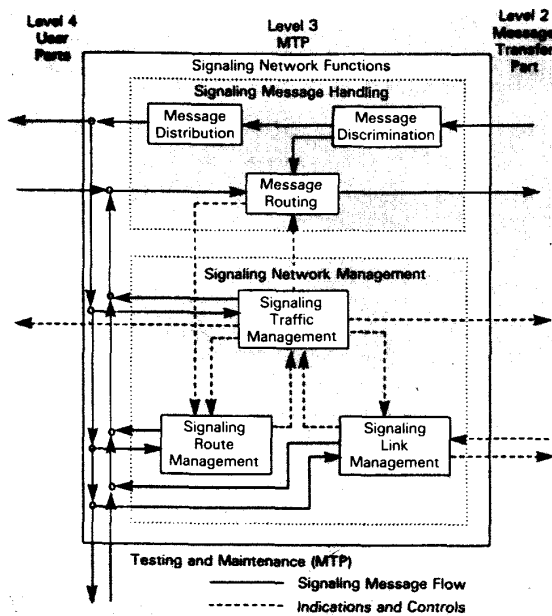 Level 4
User
Parts
Level 3
MTP
Level 2
Message
Transfer
Part
Signaling Network Functions
Signaling Message Handling
Message
Distribution
Message
Discrimination
Message
Routing
Signaling Network Management
Signaling
Traffic
Management
Signaling
Route
Management
Signaling
Link
Management
Testing and Maintenance (MTP)
Signaling Message Flow
Indications and Controls